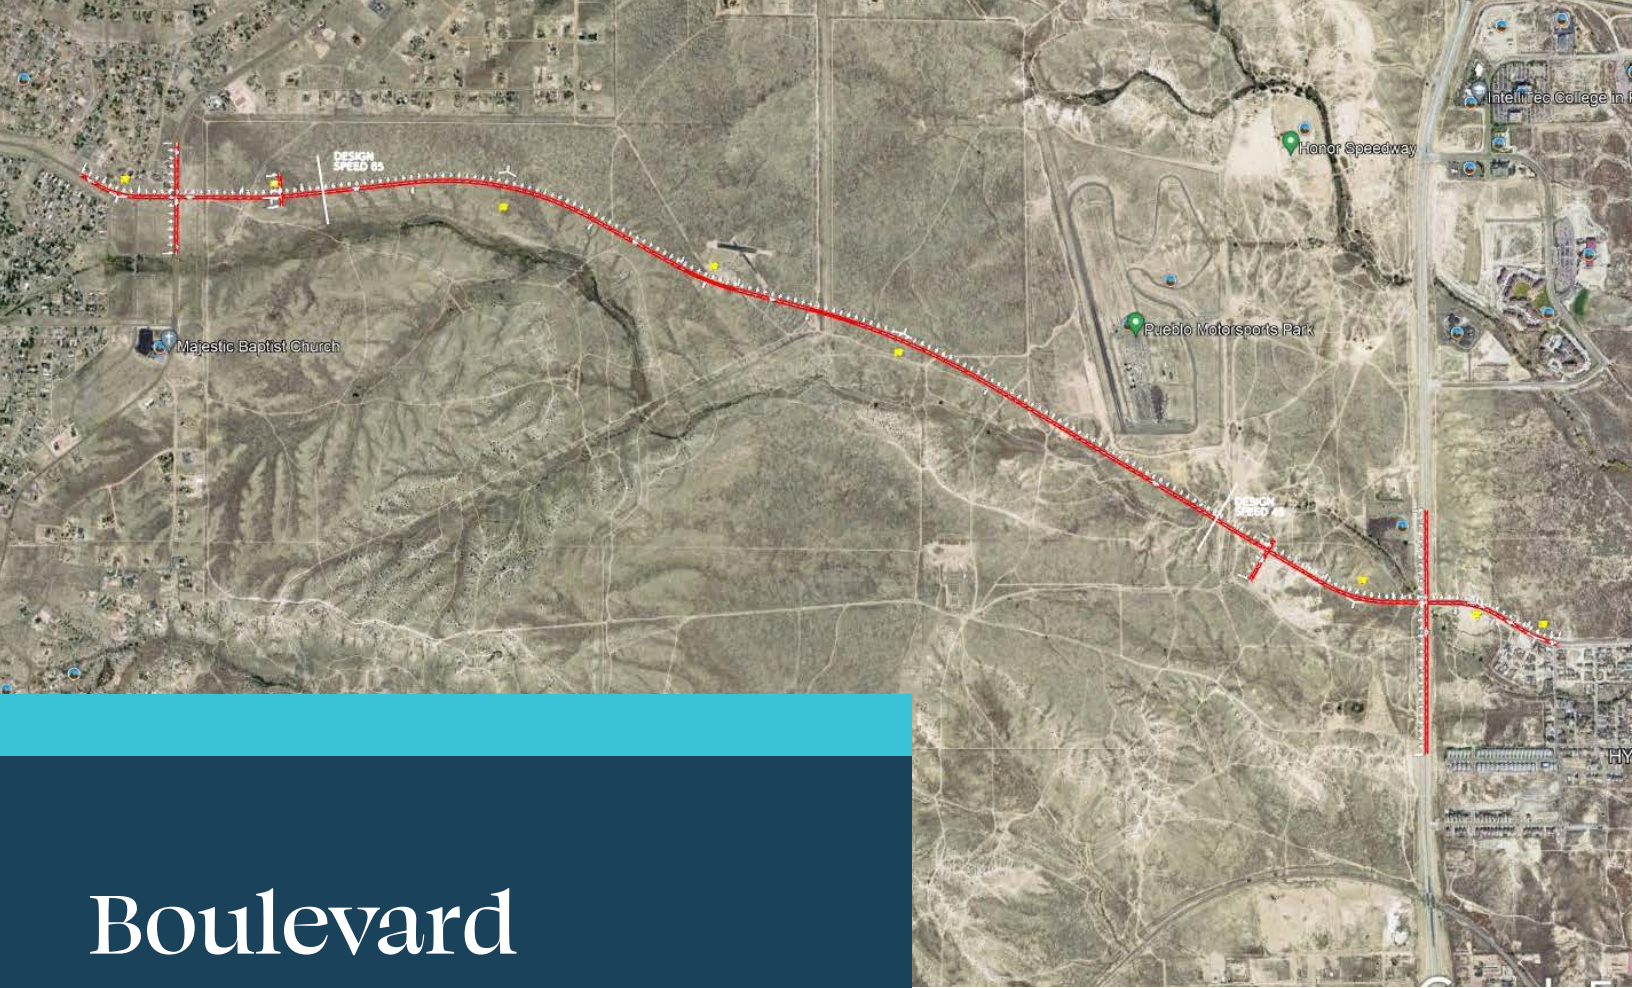 DESIGN
SPEED 65
IntelliTec College in
Honor Speedway
Pueblo Motorsports Park
Majestic Baptist Church
DESIGN
SPEED 45
HY
Boulevard